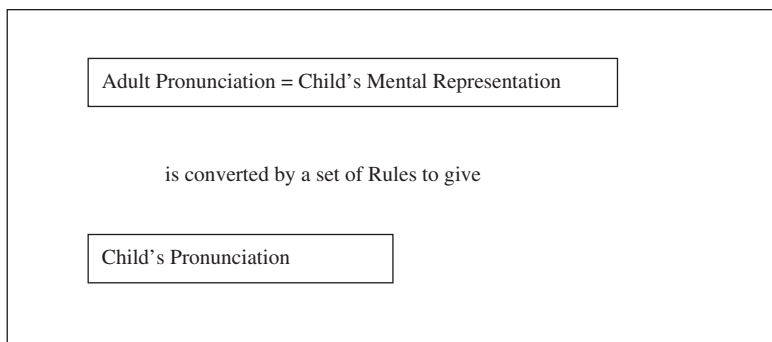 Adult Pronunciation = Child’s Mental Representation
is converted by a set of Rules to give
Child’s Pronunciation